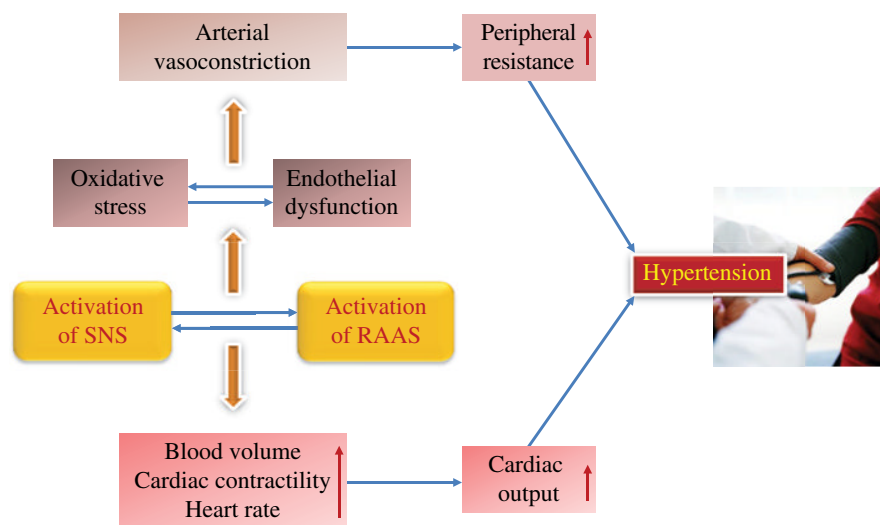 Arterial
vasoconstriction
Peripheral
resistance
Oxidative
stress
Endothelial
dysfunction
Hypertension
Activation
of SNS
Activation
of RAAS
Blood volume
Cardiac contractility
Heart rate
Cardiac
output